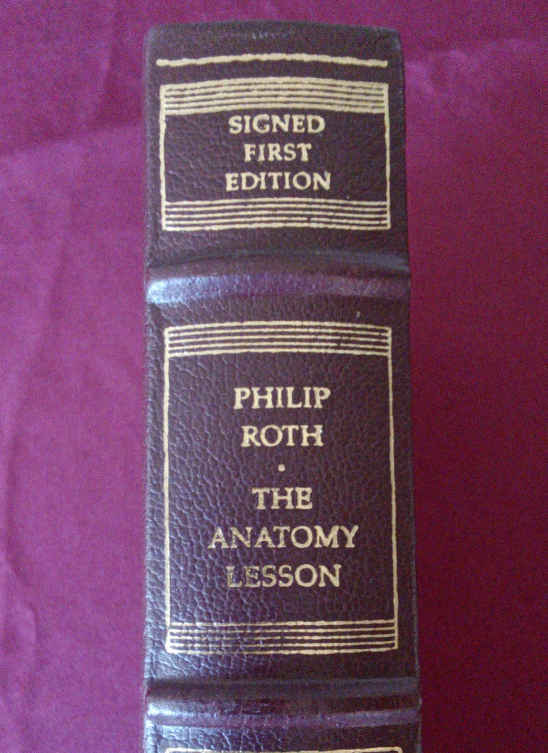 SIGNED
FIRST
EDITION
PHILIP
ROTH
·
THE
ANATOMY
LESSON